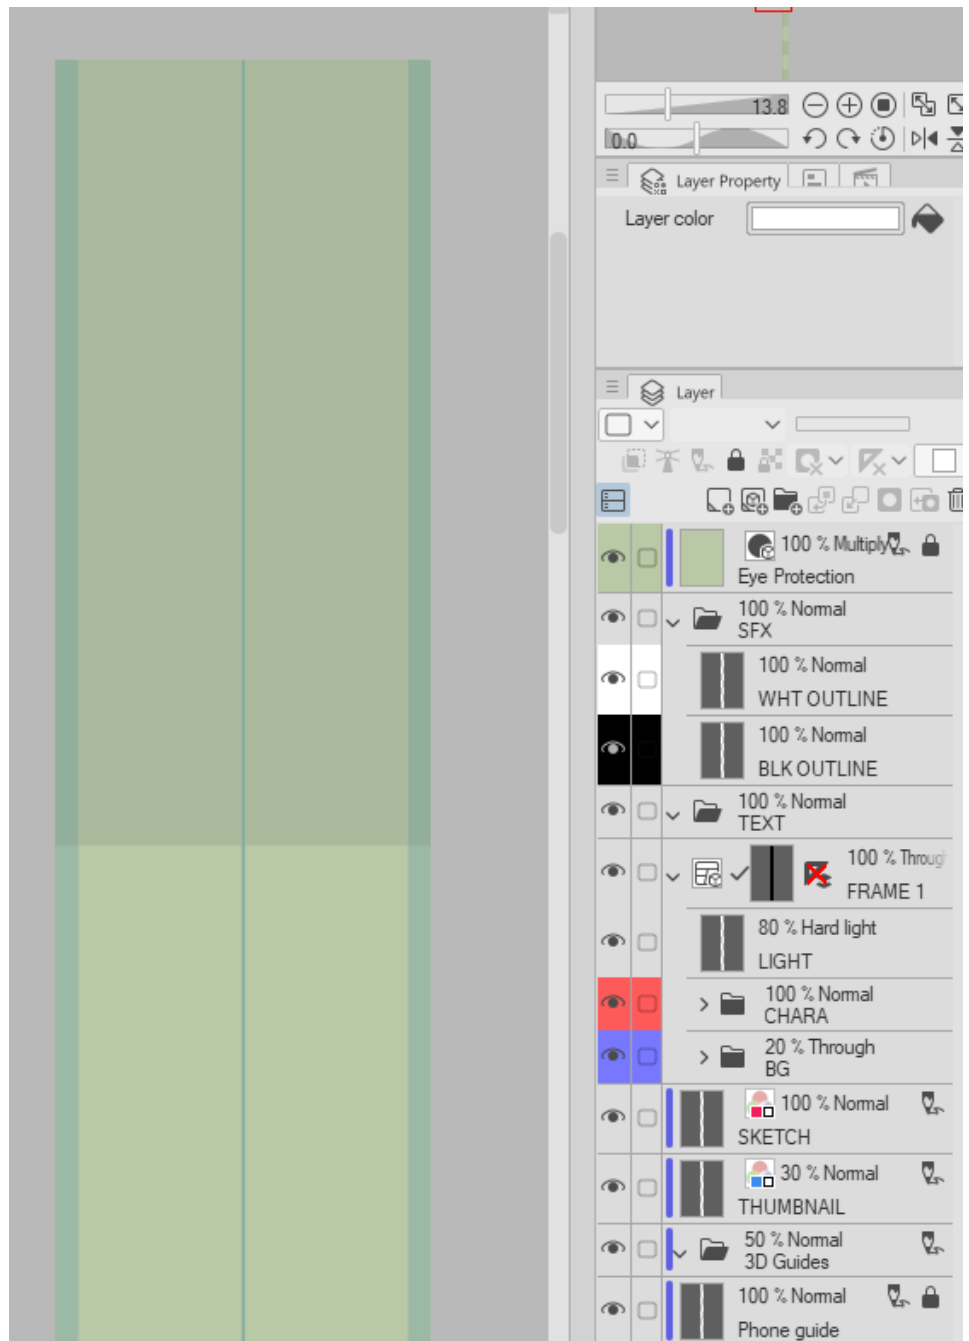 13.8
0.0
Layer Property
Layer color
Layer
100 % Multiply
Eye Protection
100 % Normal
SFX
100 % Normal
WHT OUTLINE
100 % Normal
BLK OUTLINE
100 % Normal
TEXT
100 % Throug
FRAME 1
80 % Hard light
LIGHT
100 % Normal
CHARA
20 % Through
BG
100 % Normal
SKETCH
30 % Normal
THUMBNAIL
50 % Normal
3D Guides
100 % Normal
Phone guide